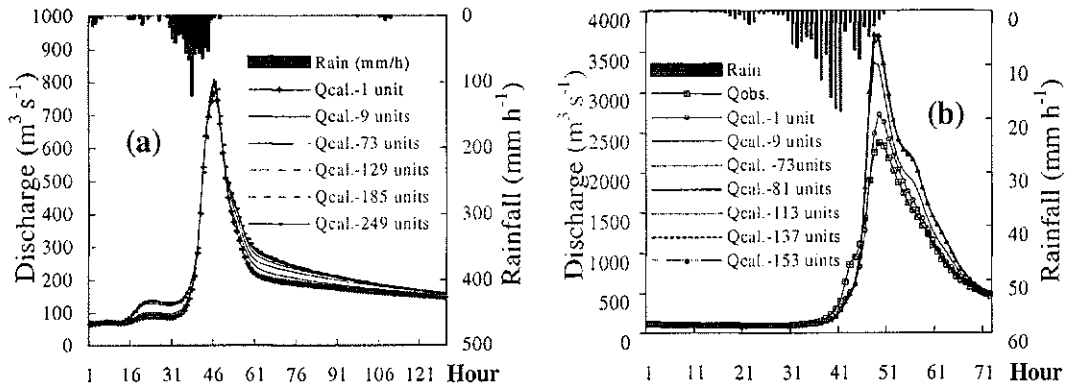 Discharge (m³ s⁻¹)
1000
900
800
700
600
500
400
300
200
100
0
(a)
Rain (mm/h)
Qcal.-1 unit
Qcal.-9 units
Qcal.-73 units
Qcal.-129 units
Qcal.-185 units
Qcal.-249 units
0
100
200
300
400
500
Rainfall (mm h⁻¹)
1 16 31 46 61 76 91 106 121 Hour
Discharge (m³ s⁻¹)
4000
3500
3000
2500
2000
1500
1000
500
0
(b)
Rain
Qobs.
Qcal.-1 unit
Qcal.-9 units
Qcal. -73units
Qcal.-81 units
Qcal.-113 units
Qcal.-137 units
Qcal.-153 uints
0
10
20
30
40
50
60
Rainfall (mm h⁻¹)
1 11 21 31 41 51 61 71 Hour